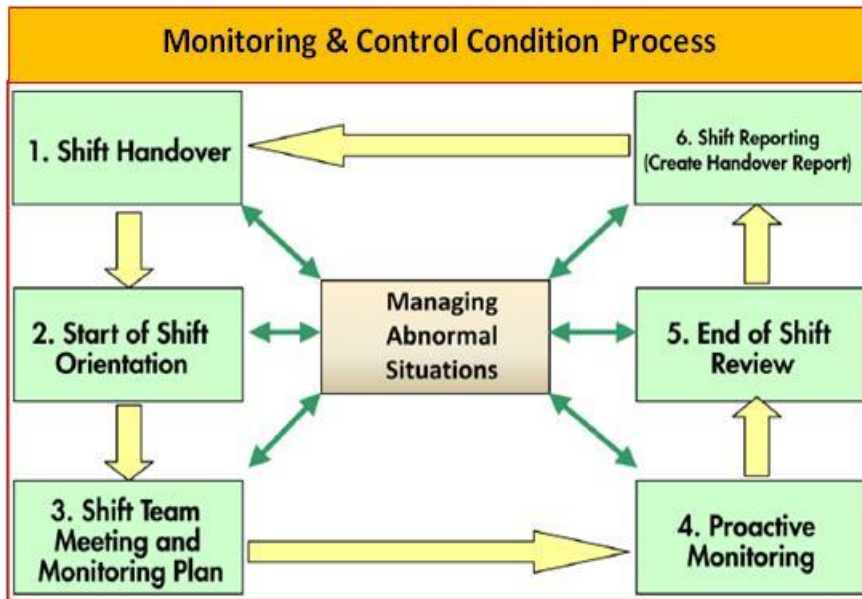 Monitoring & Control Condition Process
1. Shift Handover
6. Shift Reporting
(Create Handover Report)
2. Start of Shift
Orientation
Managing
Abnormal
Situations
5. End of Shift
Review
3. Shift Team
Meeting and
Monitoring Plan
4. Proactive
Monitoring